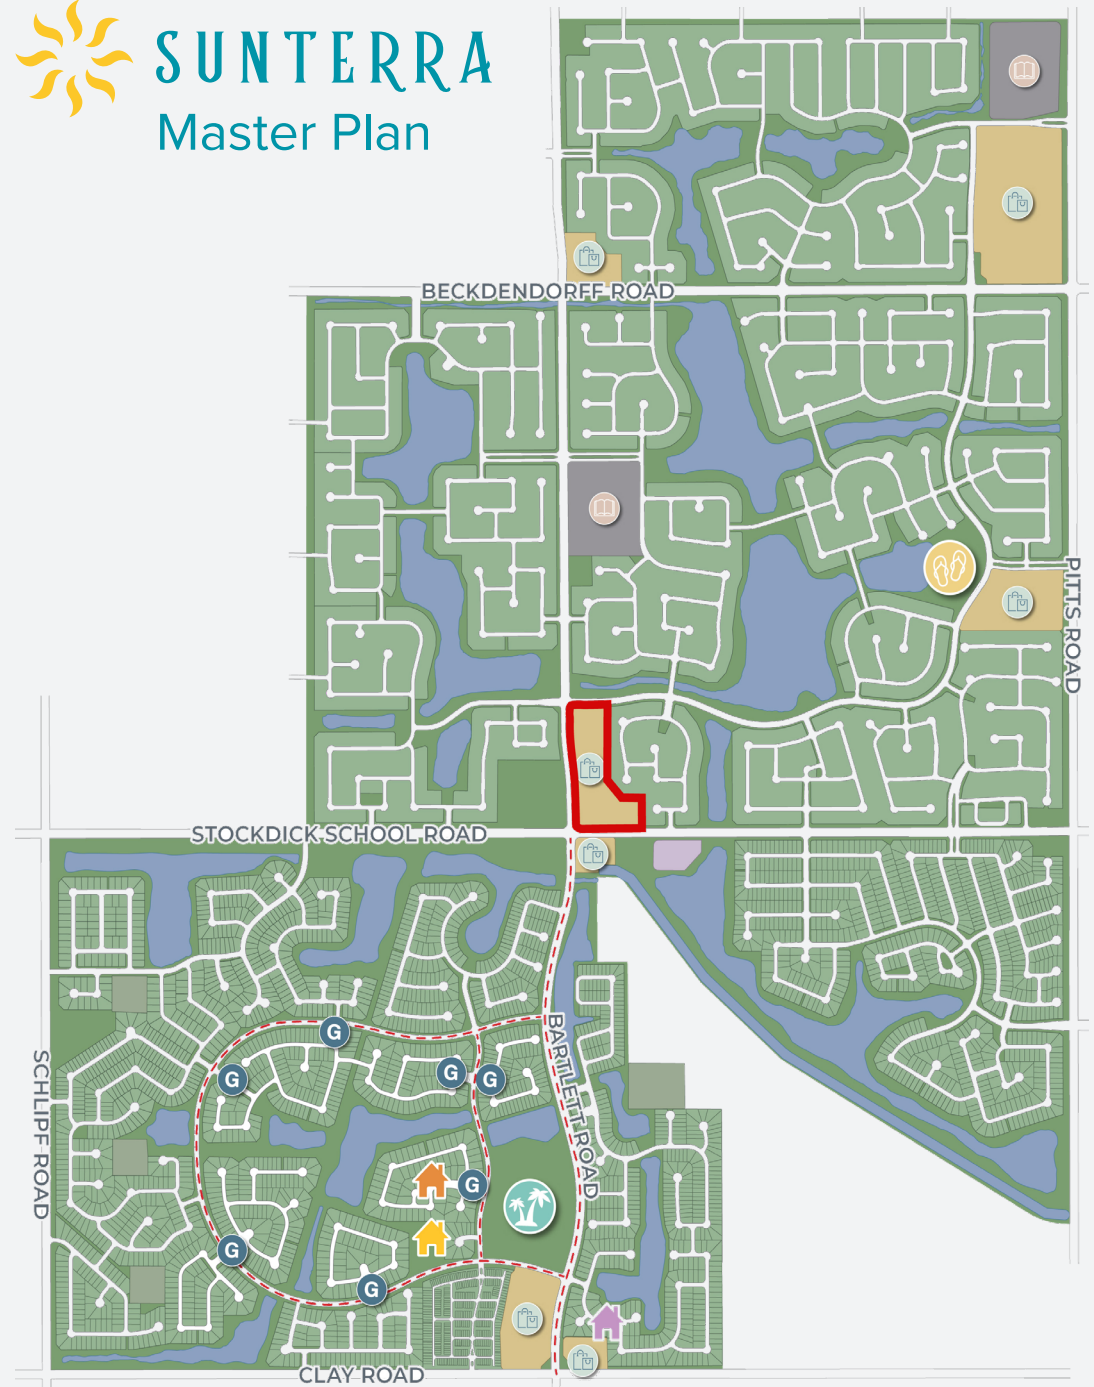 SUNTERRA
Master Plan
BECKDENDORFF ROAD
PITTS ROAD
STOCKDICK SCHOOL ROAD
SCHLIPF ROAD
BARTLETT ROAD
G
G
G
G
G
G
G
CLAY ROAD